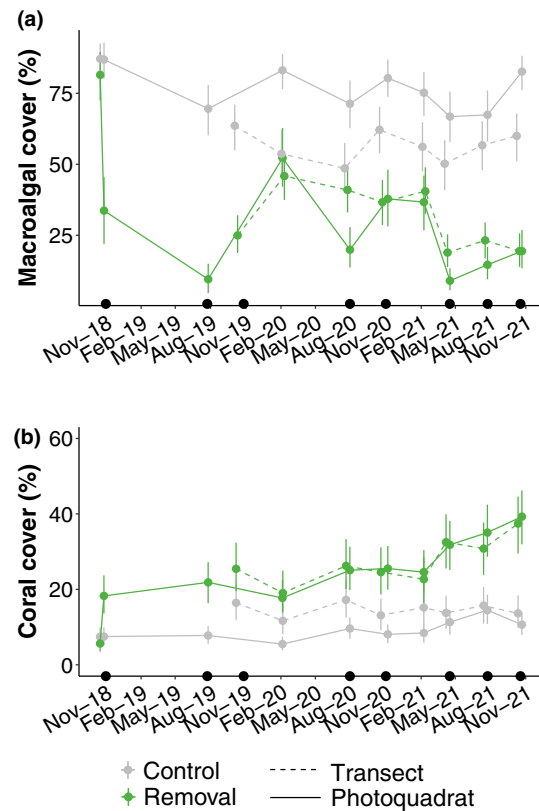 (a)
Macroalgal cover (%)
75
50
25
Nov–18
Feb–19
May–19
Aug–19
Nov–19
Feb–20
May–20
Aug–20
Nov–20
Feb–21
May–21
Aug–21
Nov–21
(b)
Coral cover (%)
60
40
20
0
Nov–18
Feb–19
May–19
Aug–19
Nov–19
Feb–20
May–20
Aug–20
Nov–20
Feb–21
May–21
Aug–21
Nov–21
Control
Transect
Removal
Photoquadrat